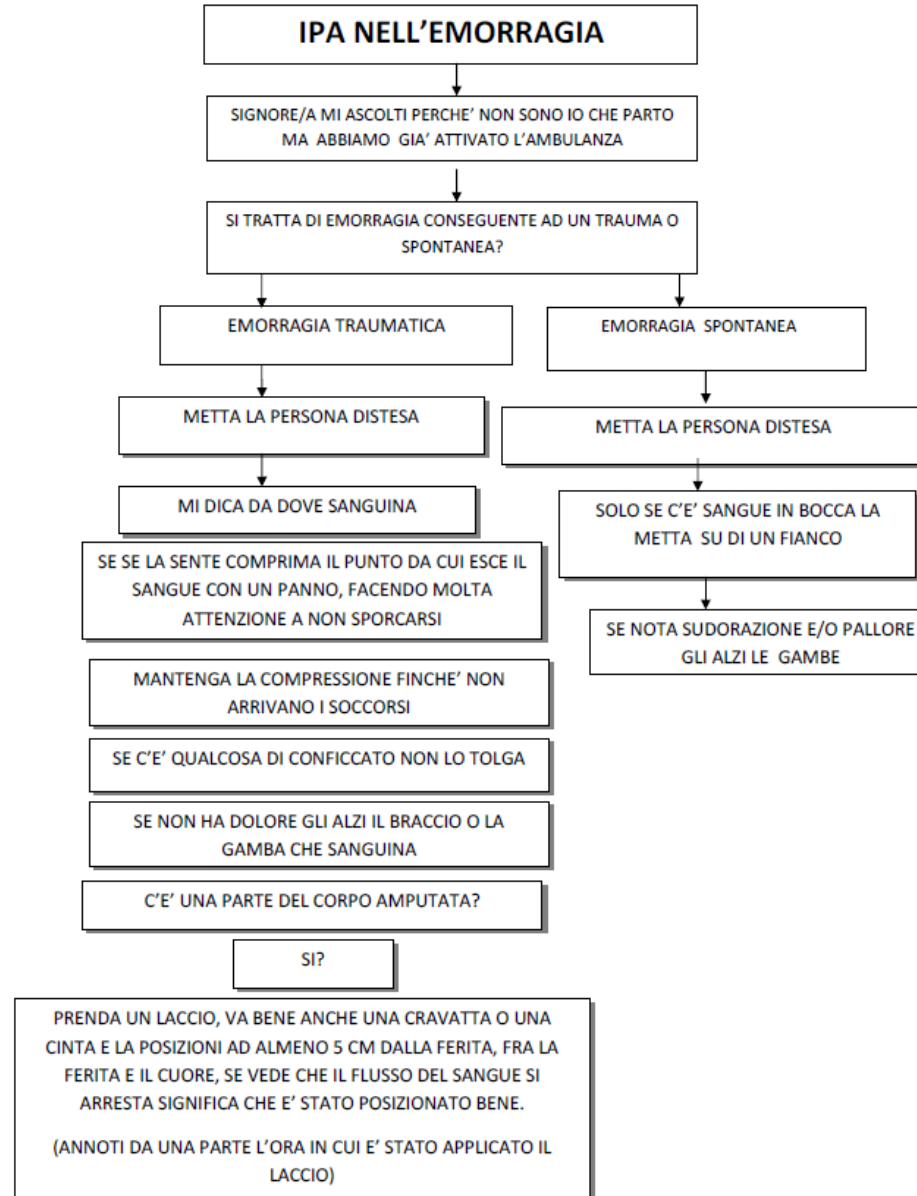 IPA NELL'EMORRAGIA
SIGNORE/A MI ASCOLTI PERCHE' NON SONO IO CHE PARTO
MA ABBIAMO GIA' ATTIVATO L'AMBULANZA
SI TRATTA DI EMORRAGIA CONSEGUENTE AD UN TRAUMA O
SPONTANEA?
EMORRAGIA TRAUMATICA
METTA LA PERSONA DISTESA
MI DICA DA DOVE SANGUINA
SE SE LA SENTE COMPRIMA IL PUNTO DA CUI ESCE IL
SANGUE CON UN PANNO, FACENDO MOLTA
ATTENZIONE A NON SPORCARSI
MANTENGA LA COMPRESSIONE FINCHE' NON
ARRIVANO I SOCCORSI
SE C'E' QUALCOSA DI CONFICCATO NON LO TOLGA
SE NON HA DOLORE GLI ALZI IL BRACCIO O LA
GAMBA CHE SANGUINA
C'E' UNA PARTE DEL CORPO AMPUTATA?
SI?
PRENDA UN LACCIO, VA BENE ANCHE UNA CRAVATTA O UNA
CINTA E LA POSIZIONI AD ALMENO 5 CM DALLA FERITA, FRA LA
FERITA E IL CUORE, SE VEDE CHE IL FLUSSO DEL SANGUE SI
ARRESTA SIGNIFICA CHE E' STATO POSIZIONATO BENE.
(ANNOTI DA UNA PARTE L'ORA IN CUI E' STATO APPLICATO IL
LACCIO)
EMORRAGIA SPONTANEA
METTA LA PERSONA DISTESA
SOLO SE C'E' SANGUE IN BOCCA LA
METTA SU DI UN FIANCO
SE NOTA SUDORAZIONE E/O PALLORE
GLI ALZI LE GAMBE